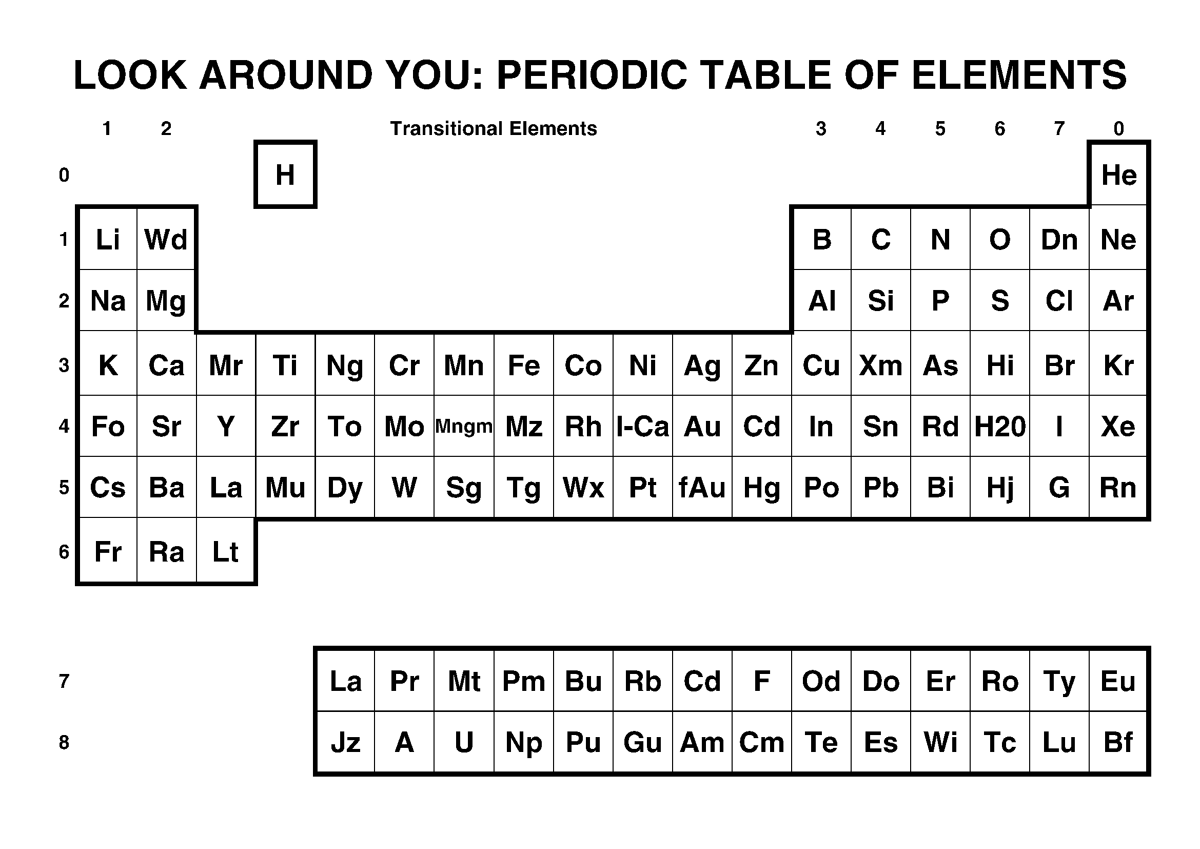 LOOK AROUND YOU: PERIODIC TABLE OF ELEMENTS
1 2 Transitional Elements 3 4 5 6 7 0
0 H He
1 Li Wd B C N O Dn Ne
2 Na Mg Al Si P S Cl Ar
3 K Ca Mr Ti Ng Cr Mn Fe Co Ni Ag Zn Cu Xm As Hi Br Kr
4 Fo Sr Y Zr To Mo Mngm Mz Rh I-Ca Au Cd In Sn Rd H20 I Xe
5 Cs Ba La Mu Dy W Sg Tg Wx Pt fAu Hg Po Pb Bi Hj G Rn
6 Fr Ra Lt
7 La Pr Mt Pm Bu Rb Cd F Od Do Er Ro Ty Eu
8 Jz A U Np Pu Gu Am Cm Te Es Wi Tc Lu Bf